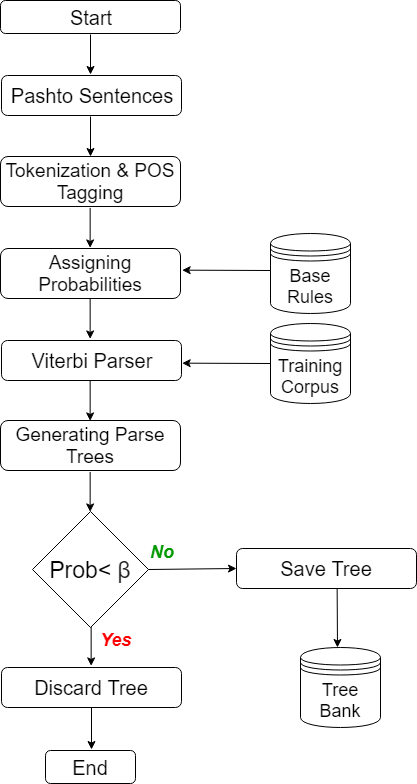 Start
Pashto Sentences
Tokenization & POS
Tagging
Assigning
Probabilities
Base
Rules
Viterbi Parser
Training
Corpus
Generating Parse
Trees
Prob< β
No
Save Tree
Yes
Discard Tree
Tree
Bank
End